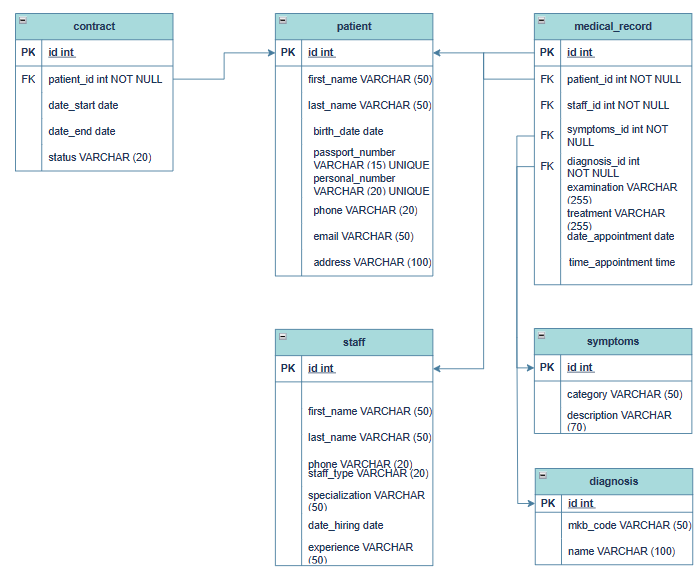 contract
PK id int
FK patient_id int NOT NULL
date_start date
date_end date
status VARCHAR (20)
patient
PK id int
first_name VARCHAR (50)
last_name VARCHAR (50)
birth_date date
passport_number
VARCHAR (15) UNIQUE
personal_number
VARCHAR (20) UNIQUE
phone VARCHAR (20)
email VARCHAR (50)
address VARCHAR (100)
medical_record
PK id int
FK patient_id int NOT NULL
FK staff_id int NOT NULL
FK symptoms_id int NOT
NULL
FK diagnosis_id int
NOT NULL
examination VARCHAR
(255)
treatment VARCHAR
(255)
date_appointment date
time_appointment time
staff
PK id int
first_name VARCHAR (50)
last_name VARCHAR (50)
phone VARCHAR (20)
staff_type VARCHAR (20)
specialization VARCHAR
(50)
date_hiring date
experience VARCHAR
(50)
symptoms
PK id int
category VARCHAR (50)
description VARCHAR
(70)
diagnosis
PK id int
mkb_code VARCHAR (50)
name VARCHAR (100)